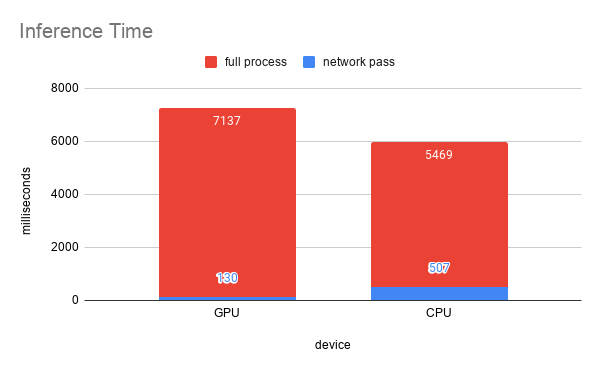 Inference Time
full process
network pass
8000
6000
4000
2000
0
milliseconds
7137
5469
130
507
GPU
CPU
device